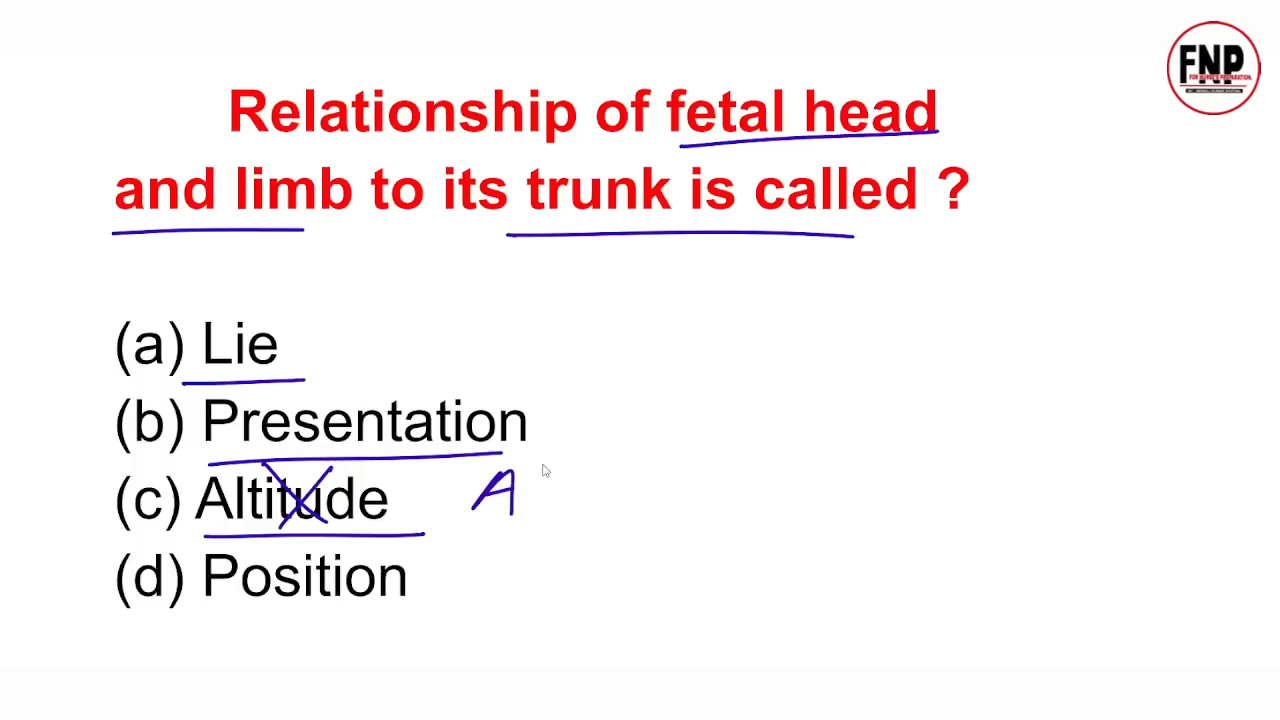 FNP
Relationship of fetal head
and limb to its trunk is called ?
(a) Lie
(b) Presentation
(c) Altitude A
(d) Position